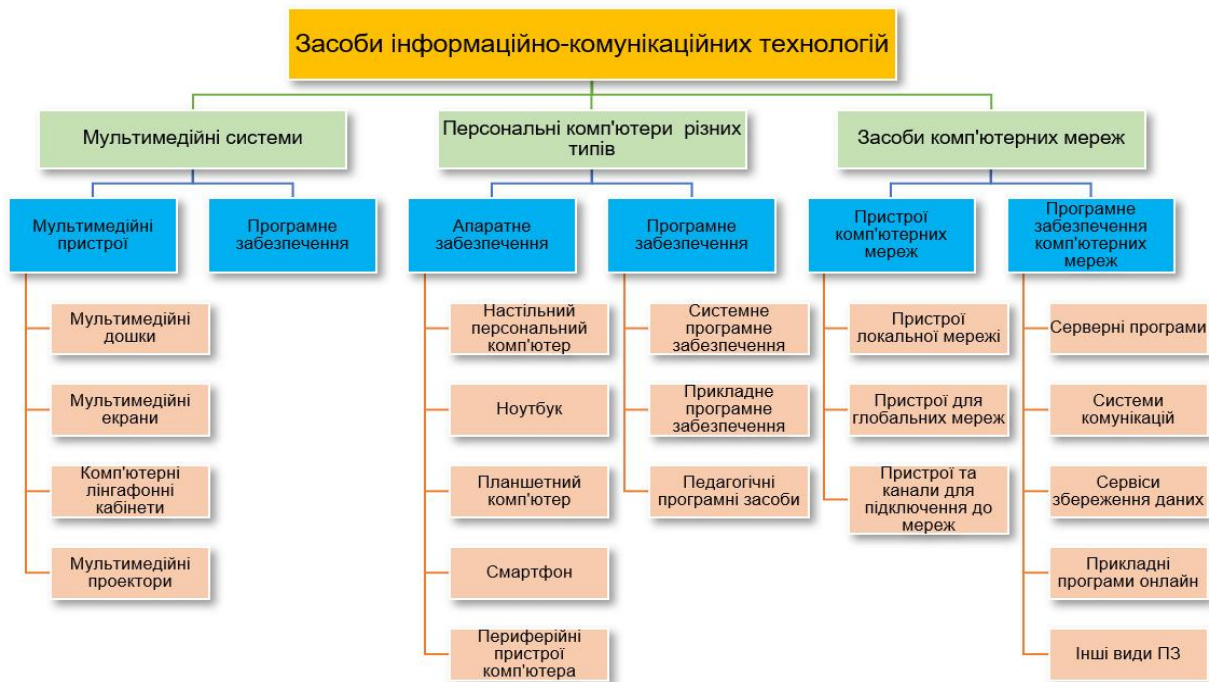 Засоби інформаційно-комунікаційних технологій
Мультимедійні системи
Персональні комп'ютери різних
типів
Засоби комп'ютерних мереж
Мультимедійні
пристрої
Програмне
забезпечення
Апаратне
забезпечення
Програмне
забезпечення
Пристрої
комп'ютерних
мереж
Програмне
забезпечення
комп'ютерних
мереж
Мультимедійні
дошки
Мультимедійні
екрани
Комп'ютерні
лінгафонні
кабінети
Мультимедійні
проектори
Настільний
персональний
комп'ютер
Ноутбук
Планшетний
комп'ютер
Смартфон
Периферійні
пристрої
комп'ютера
Системне
програмне
забезпечення
Прикладне
програмне
забезпечення
Педагогічні
програмні засоби
Пристрої
локальної мережі
Пристрої для
глобальних мереж
Пристрої та
канали для
підключення до
мереж
Серверні програми
Системи
комунікацій
Сервіси
збереження даних
Прикладні
програми онлайн
Інші види ПЗ